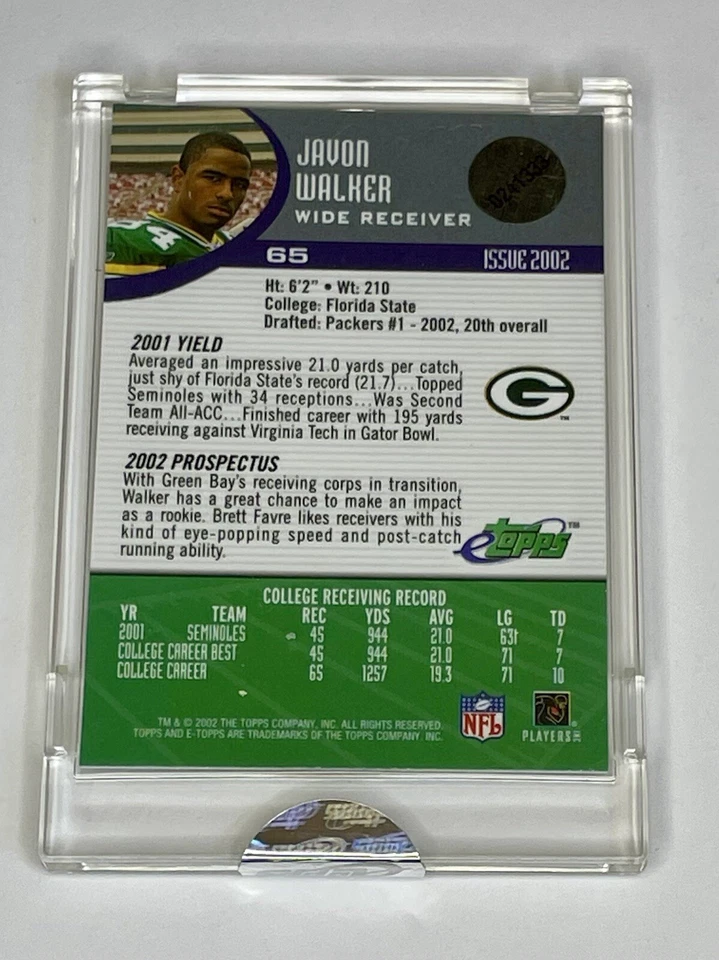 JAVON
WALKER
WIDE RECEIVER
84
65
ISSUE 2002
Ht: 6'2" • Wt: 210
College: Florida State
Drafted: Packers #1 - 2002, 20th overall
2001 YIELD
Averaged an impressive 21.0 yards per catch,
just shy of Florida State's record (21.7)...Topped
Seminoles with 34 receptions...Was Second
Team All-ACC...Finished career with 195 yards
receiving against Virginia Tech in Gator Bowl.
G
TM
2002 PROSPECTUS
With Green Bay's receiving corps in transition,
Walker has a great chance to make an impact
as a rookie. Brett Favre likes receivers with his
kind of eye-popping speed and post-catch
running ability.
etopps TM
COLLEGE RECEIVING RECORD
YR TEAM REC YDS AVG LG TD
2001 SEMINOLES 45 944 21.0 63t 7
COLLEGE CAREER BEST 45 944 21.0 71 7
COLLEGE CAREER 65 1257 19.3 71 10
TM & © 2002 THE TOPPS COMPANY, INC. ALL RIGHTS RESERVED.
TOPPS AND E-TOPPS ARE TRADEMARKS OF THE TOPPS COMPANY, INC.
NFL
PLAYERS INC